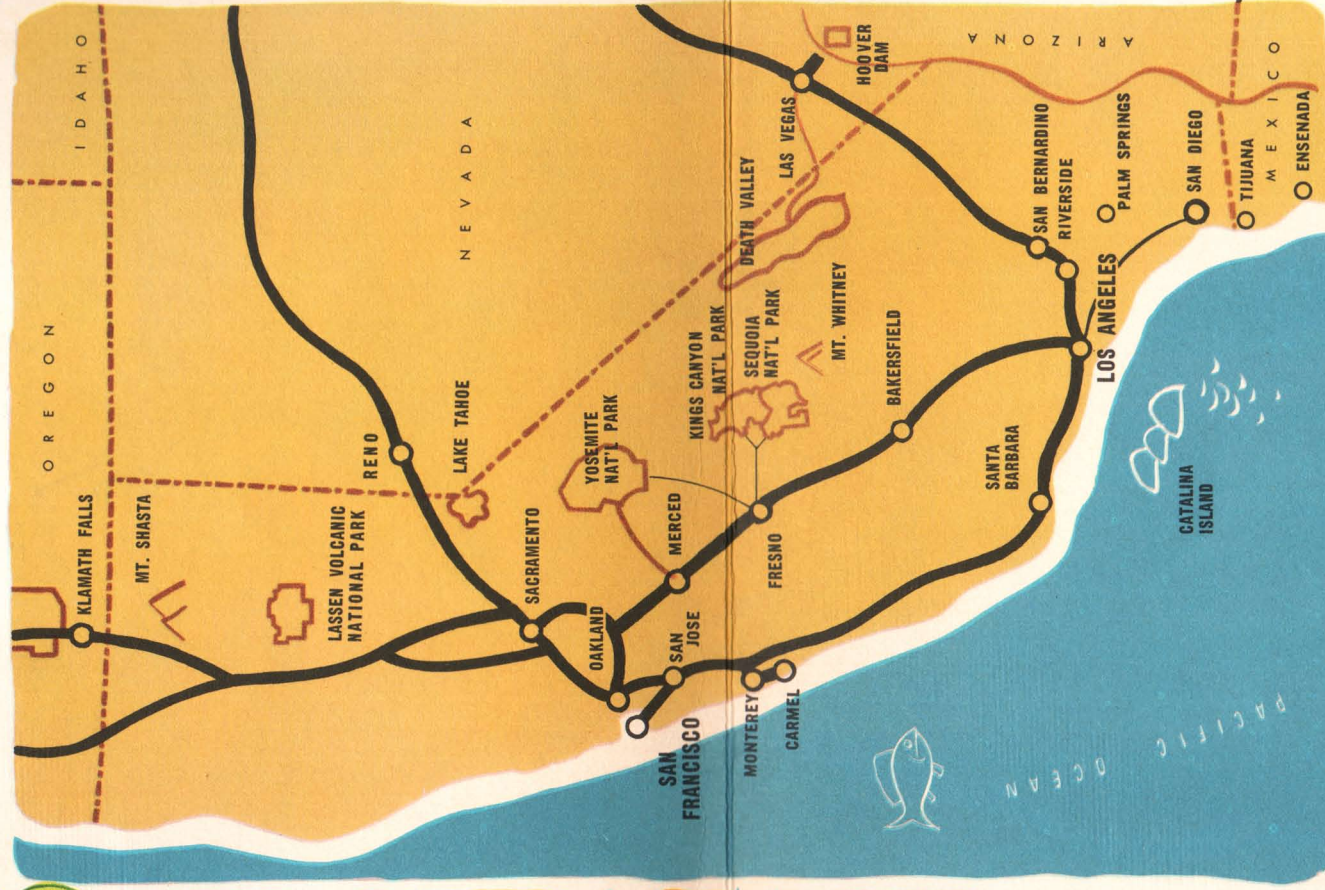 IDAHO
OREGON
KLAMATH FALLS
MT. SHASTA
LASSEN VOLCANIC
NATIONAL PARK
NEVADA
RENO
LAKE TAHOE
SACRAMENTO
OAKLAND
SAN
FRANCISCO
SAN
JOSE
MERCED
YOSEMITE
NAT'L PARK
MONTEREY
CARMEL
FRESNO
KINGS CANYON
NAT'L PARK
SEQUOIA
NAT'L PARK
MT. WHITNEY
DEATH VALLEY
LAS VEGAS
HOOVER
DAM
ARIZONA
BAKERSFIELD
SANTA
BARBARA
LOS ANGELES
SAN BERNARDINO
RIVERSIDE
PALM SPRINGS
SAN DIEGO
TIJUANA
MEXICO
ENSENADA
CATALINA
ISLAND
PACIFIC
OCEAN